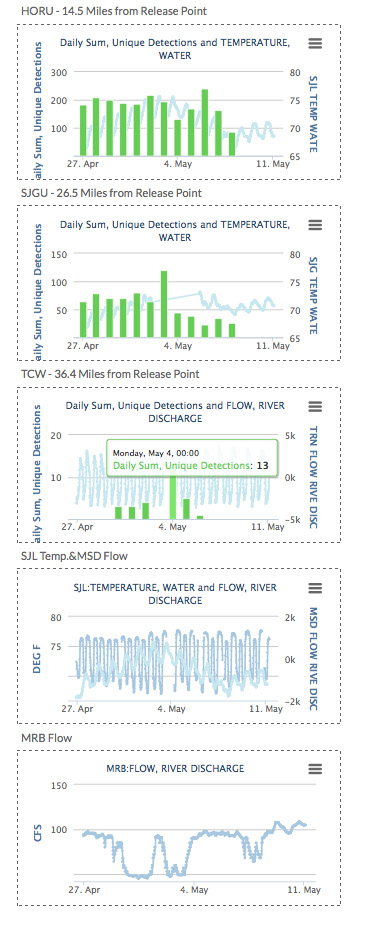 HORU - 14.5 Miles from Release Point
Daily Sum, Unique Detections and TEMPERATURE,
WATER
aily Sum, Unique Detections
300
200
100
80
75
70
65
SJL TEMP WATE
27. Apr
4. May
11. May
SJGU - 26.5 Miles from Release Point
Daily Sum, Unique Detections and TEMPERATURE,
WATER
aily Sum, Unique Detections
150
100
50
80
75
70
65
SJG TEMP WATE
27. Apr
4. May
11. May
TCW - 36.4 Miles from Release Point
Daily Sum, Unique Detections and FLOW, RIVER
DISCHARGE
aily Sum, Unique Detections
20
10
Monday, May 4, 00:00
Daily Sum, Unique Detections: 13
5k
0k
−5k
TRN FLOW RIVE DISC
27. Apr
4. May
11. May
SJL Temp.&MSD Flow
SJL:TEMPERATURE, WATER and FLOW, RIVER
DISCHARGE
DEG F
80
75
2k
0k
−2k
MSD FLOW RIVE DISC
27. Apr
4. May
11. May
MRB Flow
MRB:FLOW, RIVER DISCHARGE
CFS
150
100
27. Apr
4. May
11. May